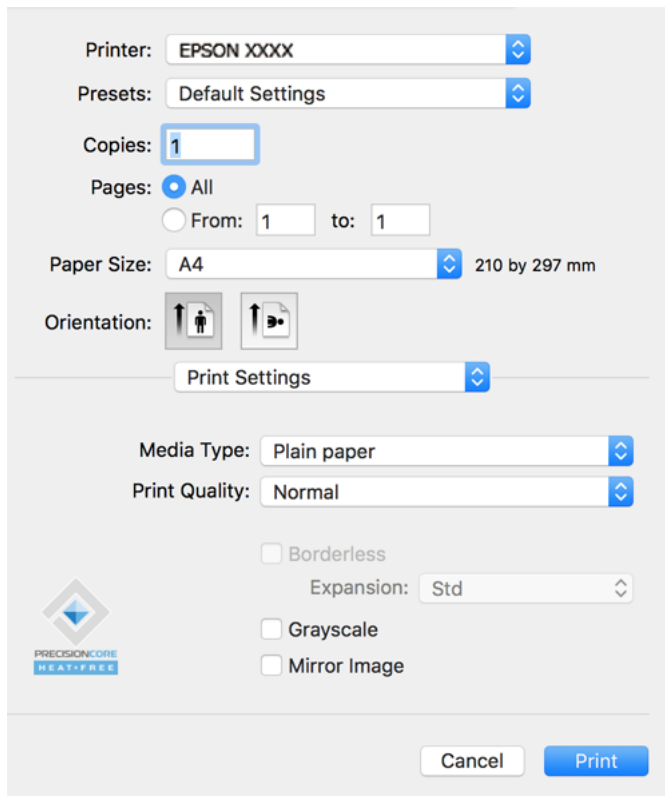 Printer: EPSON XXXX
Presets: Default Settings
Copies: 1
Pages: All
From: 1 to: 1
Paper Size: A4 210 by 297 mm
Orientation:
Print Settings
Media Type: Plain paper
Print Quality: Normal
Borderless
Expansion: Std
Grayscale
Mirror Image
PRECISIONCORE
HEAT•FREE
Cancel Print